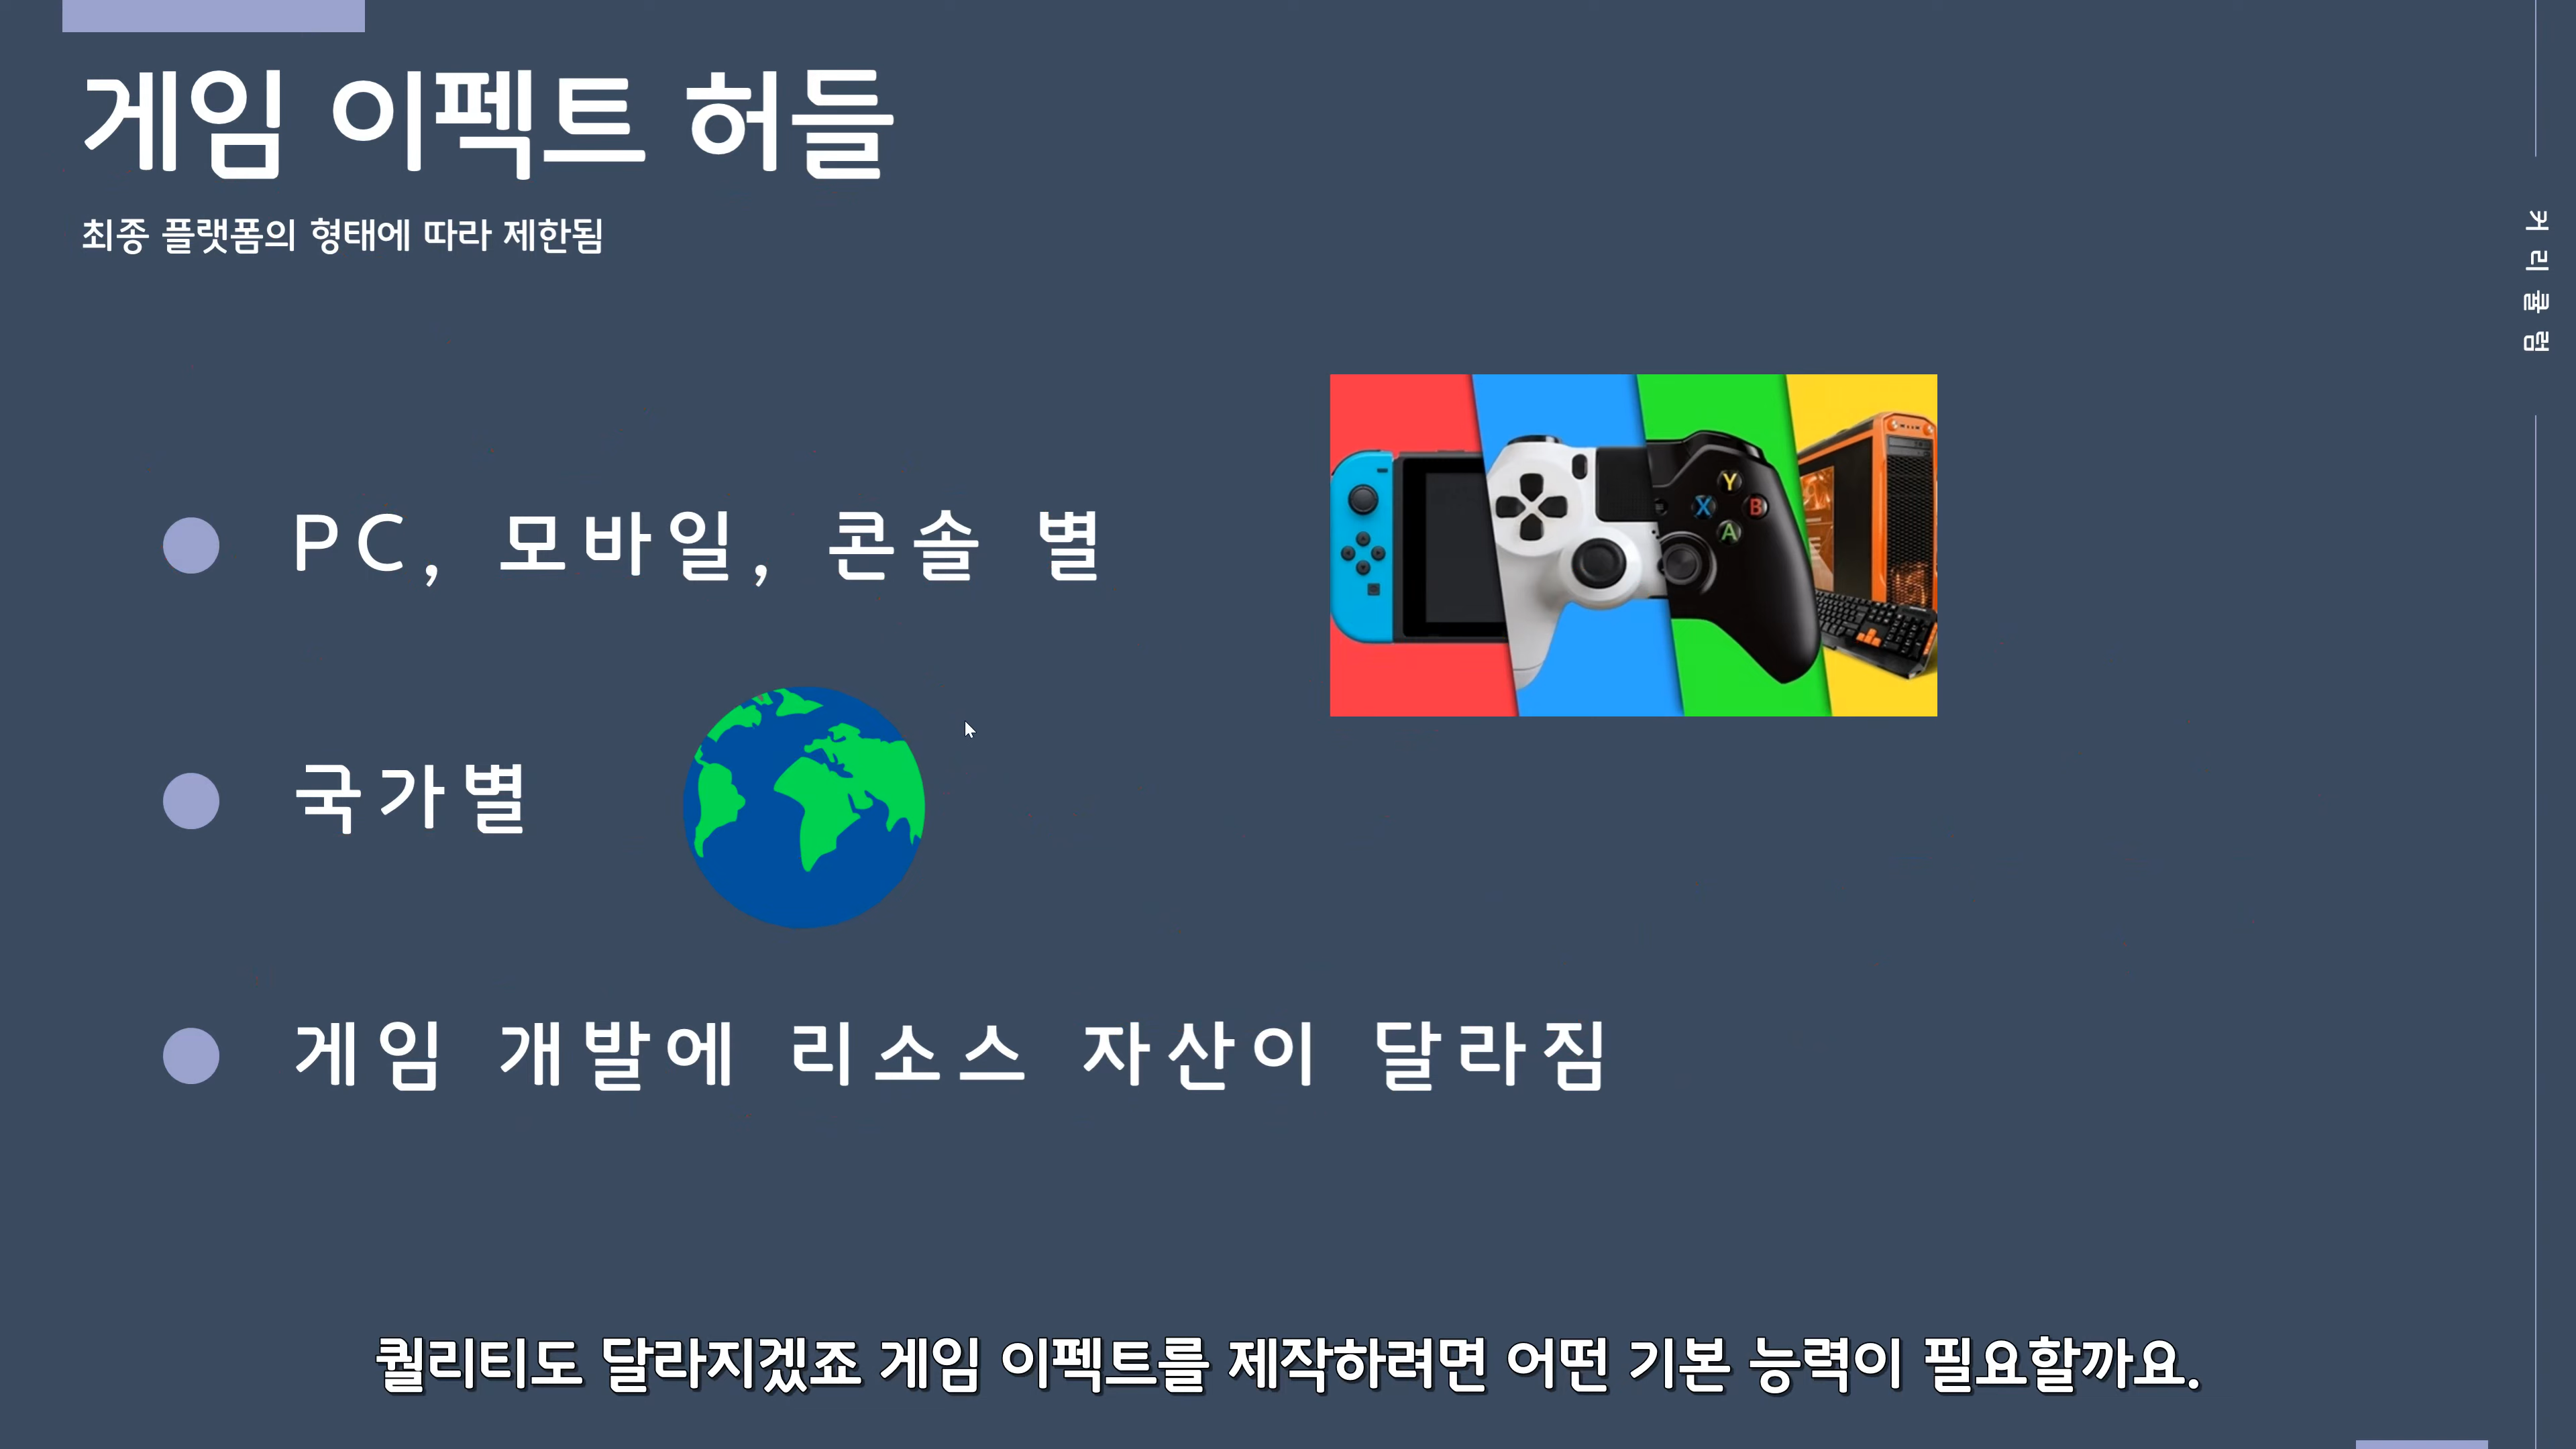 게임 이펙트 허들
최종 플랫폼의 형태에 따라 제한됨
커리큘럼
PC, 모바일, 콘솔 별
Y
X
B
A
국가별
게임 개발에 리소스 자산이 달라짐
퀄리티도 달라지겠죠 게임 이펙트를 제작하려면 어떤 기본 능력이 필요할까요.